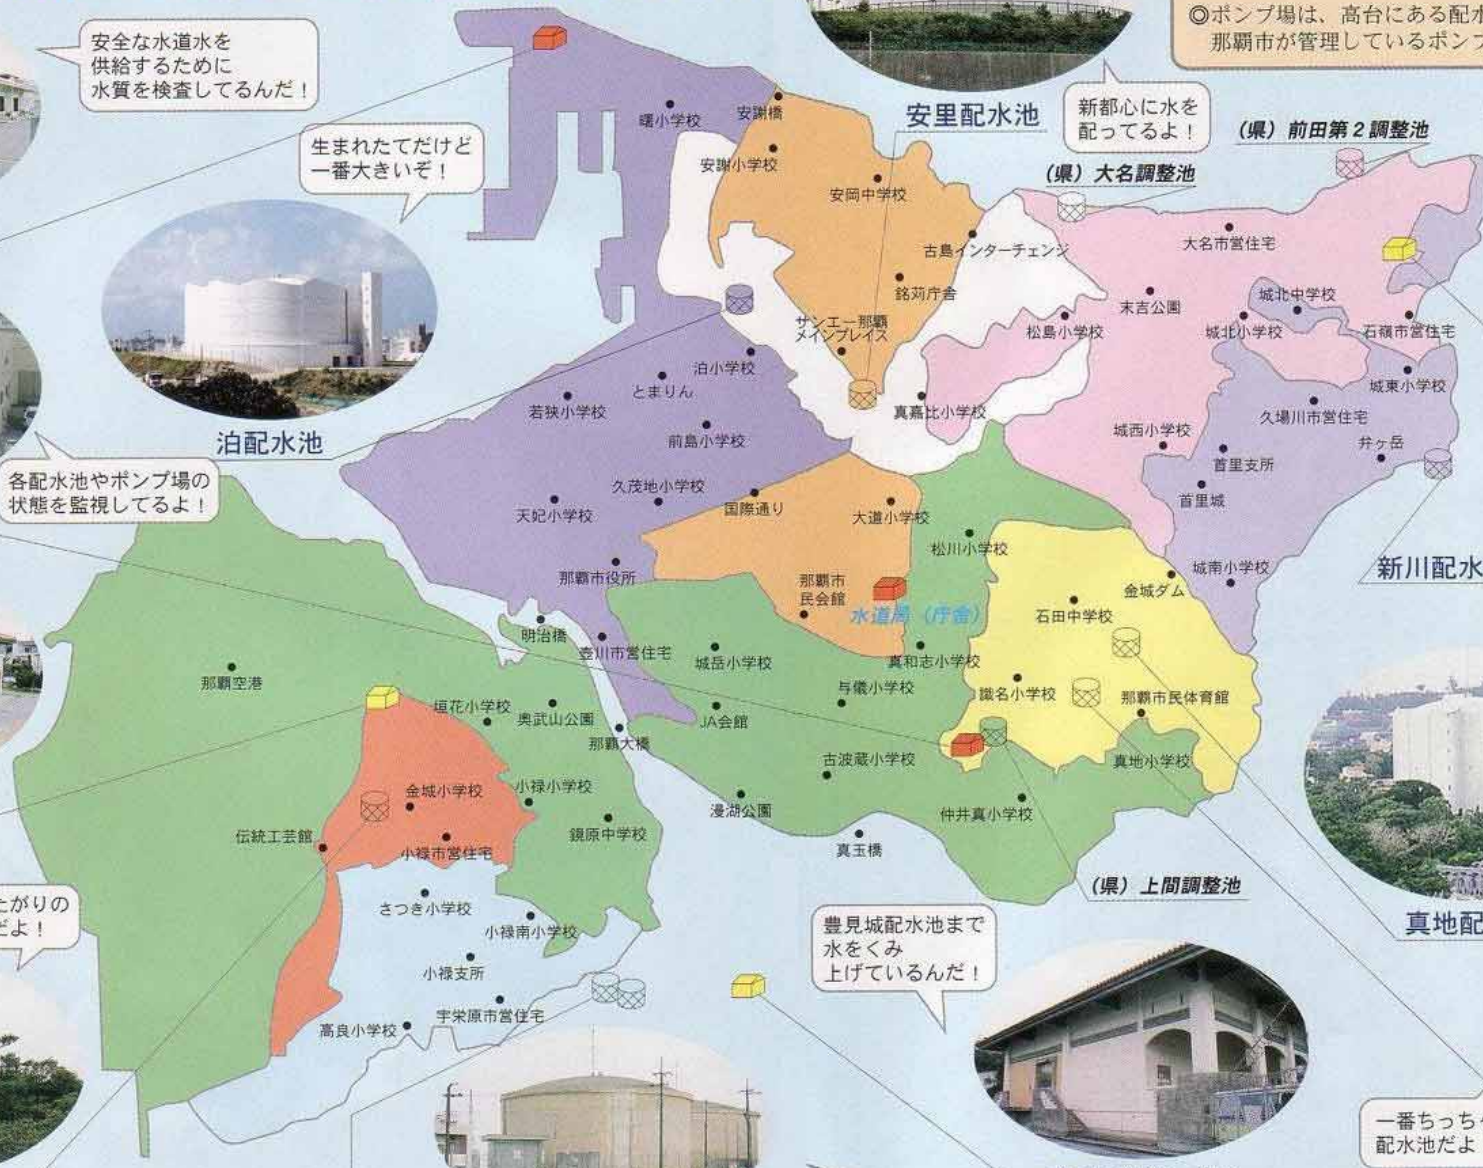 安全な水道水を
供給するために
水質を検査してるんだ！
生まれたてだけど
一番大きいぞ！
泊配水池
各配水池やポンプ場の
状態を監視してるよ！
安里配水池
新都心に水を
配ってるよ！
◎ポンプ場は、高台にある配水
那覇市が管理しているポンプ
（県）前田第２調整池
（県）大名調整池
曙小学校
安謝橋
安謝小学校
安岡中学校
古島インターチェンジ
銘苅庁舎
サンエー那覇
メインプレイス
大名市営住宅
末吉公園
城北中学校
松島小学校
城北小学校
石嶺市営住宅
泊小学校
とまりん
若狭小学校
前島小学校
真嘉比小学校
城西小学校
城東小学校
久場川市営住宅
弁ヶ岳
首里支所
首里城
久茂地小学校
天妃小学校
国際通り
大道小学校
松川小学校
那覇市役所
那覇市
民会館
水道局（庁舎）
石田中学校
金城ダム
城南小学校
新川配水
明治橋
壺川市営住宅
城岳小学校
真和志小学校
与儀小学校
識名小学校
那覇市民体育館
那覇空港
垣花小学校
奥武山公園
JA会館
那覇大橋
古波蔵小学校
真地小学校
金城小学校
小禄小学校
漫湖公園
仲井真小学校
伝統工芸館
小禄市営住宅
鏡原中学校
真玉橋
（県）上間調整池
さつき小学校
小禄南小学校
小禄支所
宇栄原市営住宅
高良小学校
たがりの
だよ！
豊見城配水池まで
水をくみ
上げているんだ！
真地配
一番ちっちゃ
配水池だよ